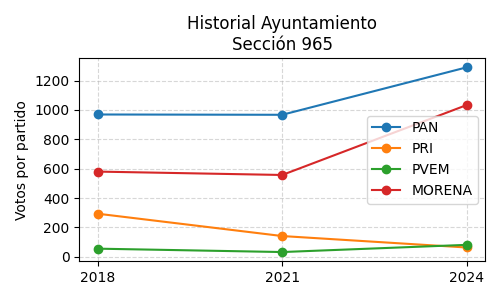 Historial Ayuntamiento
Sección 965
Votos por partido
1200
1000
800
600
400
200
0
2018
2021
2024
PAN
PRI
PVEM
MORENA